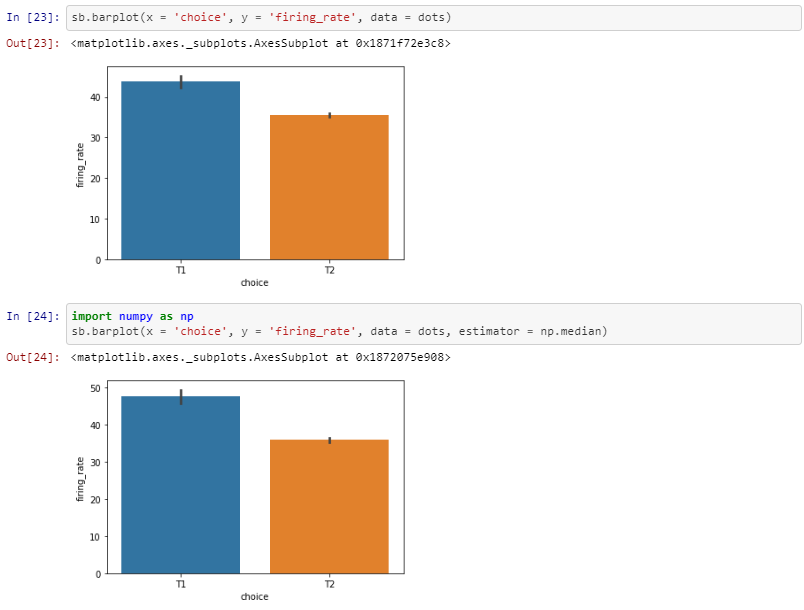 In [23]: sb.barplot(x = 'choice', y = 'firing_rate', data = dots)
Out[23]: <matplotlib.axes._subplots.AxesSubplot at 0x1871f72e3c8>
40
30
20
10
0
firing_rate
T1 T2
choice
In [24]: import numpy as np
sb.barplot(x = 'choice', y = 'firing_rate', data = dots, estimator = np.median)
Out[24]: <matplotlib.axes._subplots.AxesSubplot at 0x1872075e908>
50
40
30
20
10
0
firing_rate
T1 T2
choice